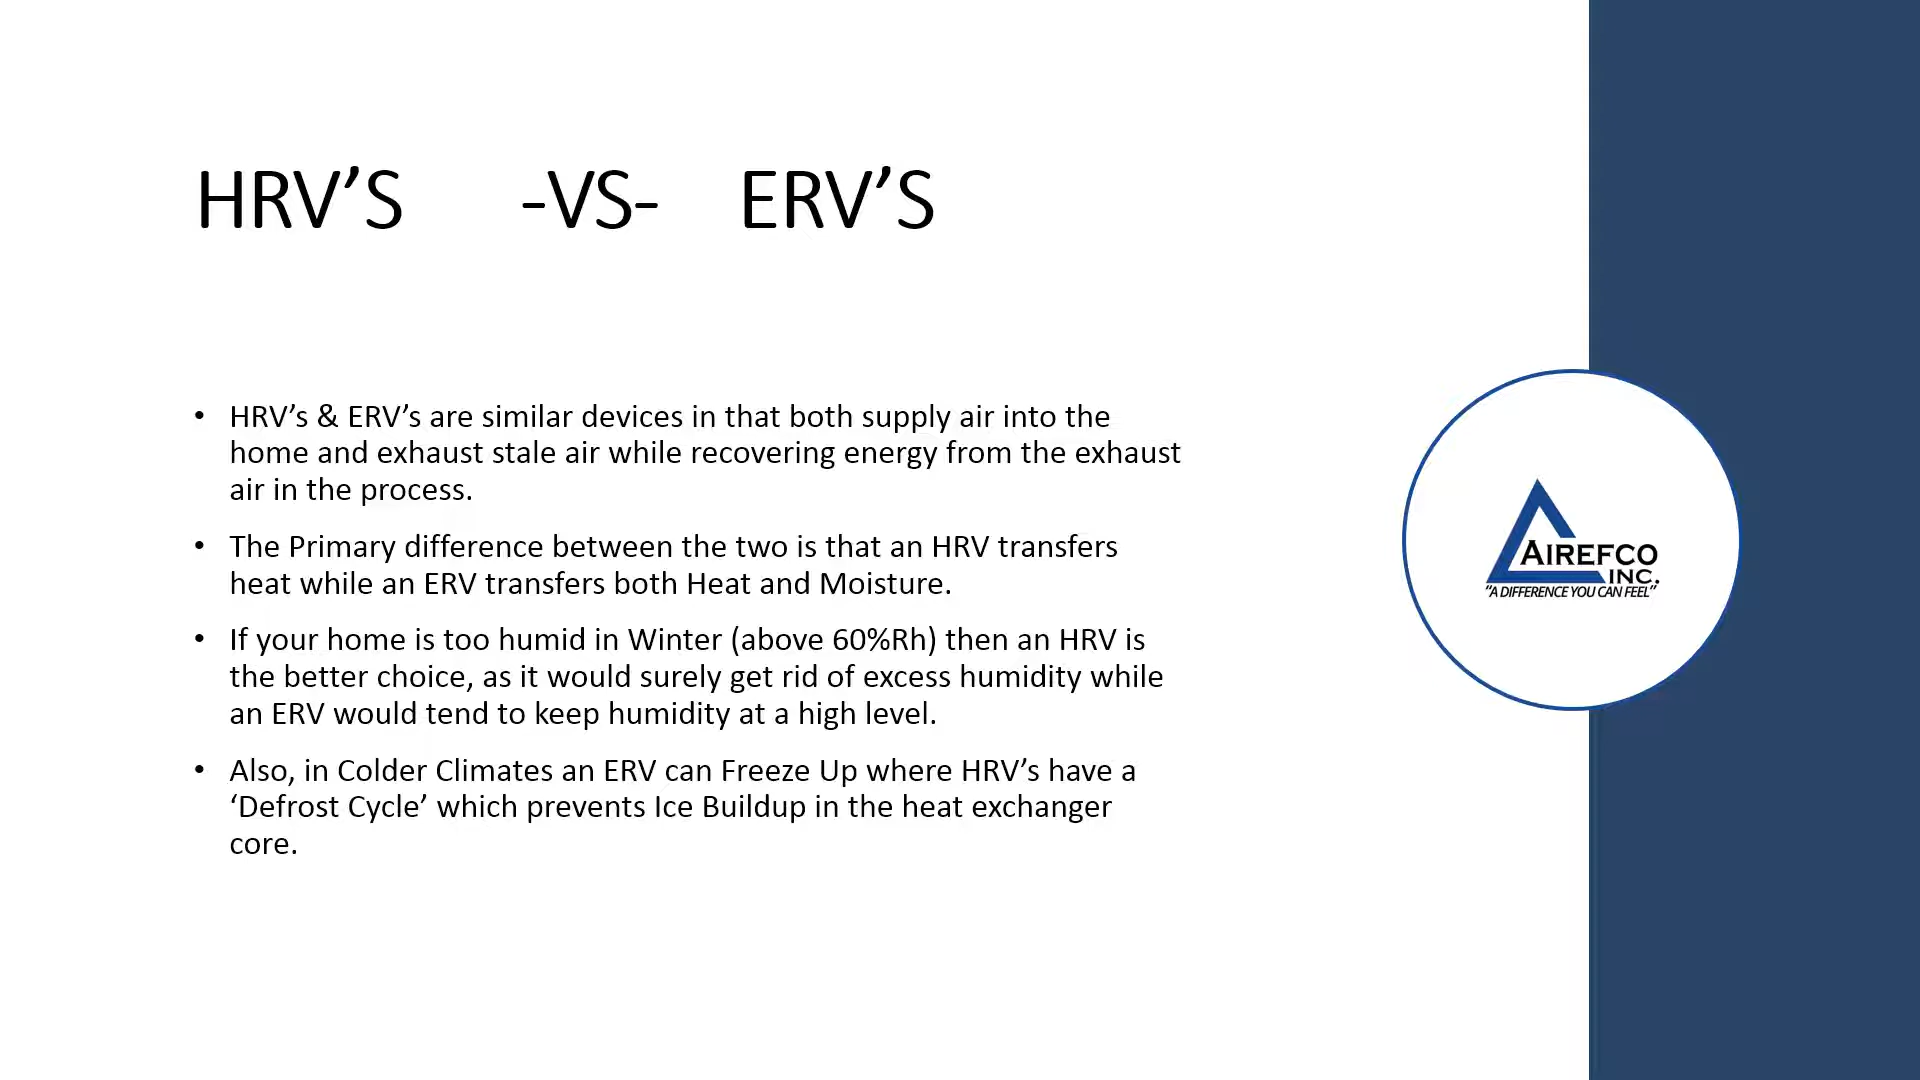 HRV’S -VS- ERV’S
• HRV’s & ERV’s are similar devices in that both supply air into the
home and exhaust stale air while recovering energy from the exhaust
air in the process.
• The Primary difference between the two is that an HRV transfers
heat while an ERV transfers both Heat and Moisture.
• If your home is too humid in Winter (above 60%Rh) then an HRV is
the better choice, as it would surely get rid of excess humidity while
an ERV would tend to keep humidity at a high level.
• Also, in Colder Climates an ERV can Freeze Up where HRV’s have a
‘Defrost Cycle’ which prevents Ice Buildup in the heat exchanger
core.
AIREFCO
INC.
"A DIFFERENCE YOU CAN FEEL"